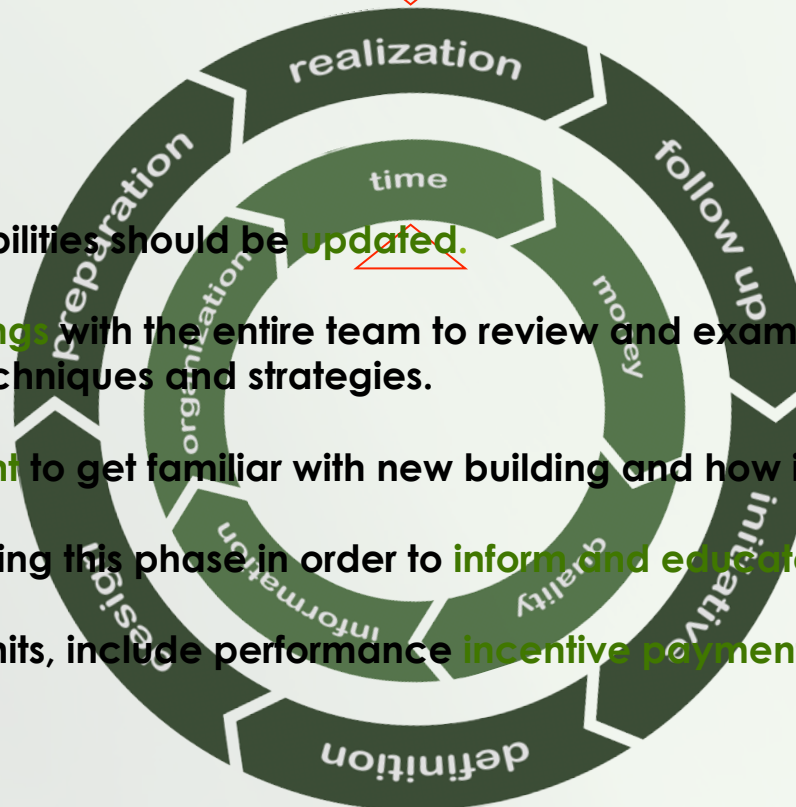 realization
follow up
initiative
definition
design
preparation
time
money
quality
information
organization
bilities should be updated.
ngs with the entire team to review and exam
chniques and strategies.
nt to get familiar with new building and how i
ing this phase in order to inform and educate
nits, include performance incentive paymen